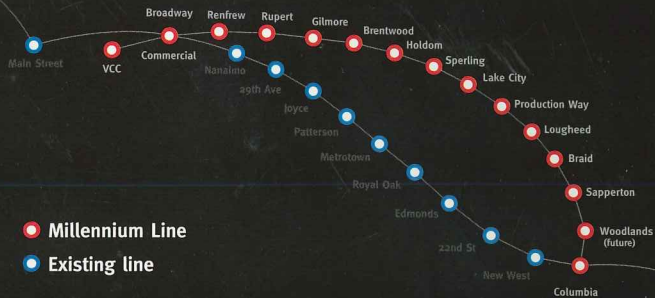 Broadway
Renfrew
Rupert
Gilmore
Brentwood
Holdom
Sperling
Lake City
Production Way
Lougheed
Braid
Sapperton
Woodlands
(future)
Columbia
Main Street
VCC
Commercial
Nanaimo
29th Ave
Joyce
Patterson
Metrotown
Royal Oak
Edmonds
22nd St
New West
Millennium Line
Existing line